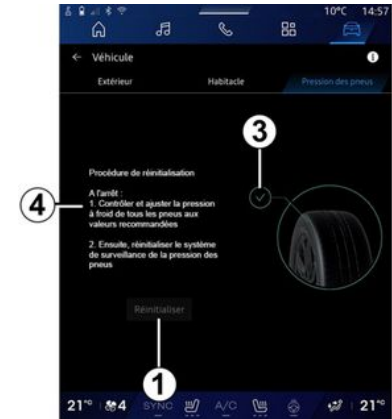 10°C 14:57
Véhicule
Extérieur Habitacle Pression des pneus
3
Procédure de réinitialisation
A l'arrêt :
1. Contrôler et ajuster la pression
à froid de tous les pneus aux
valeurs recommandées
4
2. Ensuite, réinitialiser le système
de surveillance de la pression des
pneus
Réinitialiser
1
21°C 4 SYNC A/C 21°C